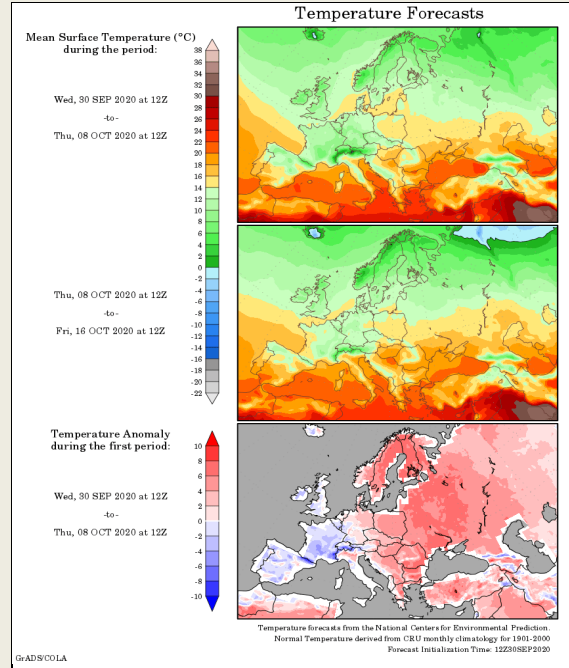 Temperature Forecasts
Mean Surface Temperature (°C)
during the period:
Wed, 30 SEP 2020 at 12Z
-to-
Thu, 08 OCT 2020 at 12Z
38
36
34
32
30
28
26
24
22
20
18
16
14
12
10
8
6
4
2
0
-2
-4
-6
-8
-10
-12
-14
-16
-18
-20
-22
Thu, 08 OCT 2020 at 12Z
-to-
Fri, 16 OCT 2020 at 12Z
Temperature Anomaly
during the first period:
Wed, 30 SEP 2020 at 12Z
-to-
Thu, 08 OCT 2020 at 12Z
10
8
6
4
2
0
-2
-4
-6
-8
-10
Temperature forecasts from the National Centers for Environmental Prediction.
Normal Temperature derived from CRU monthly climatology for 1901-2000
Forecast Initialization Time: 12Z30SEP2020
GrADS/COLA